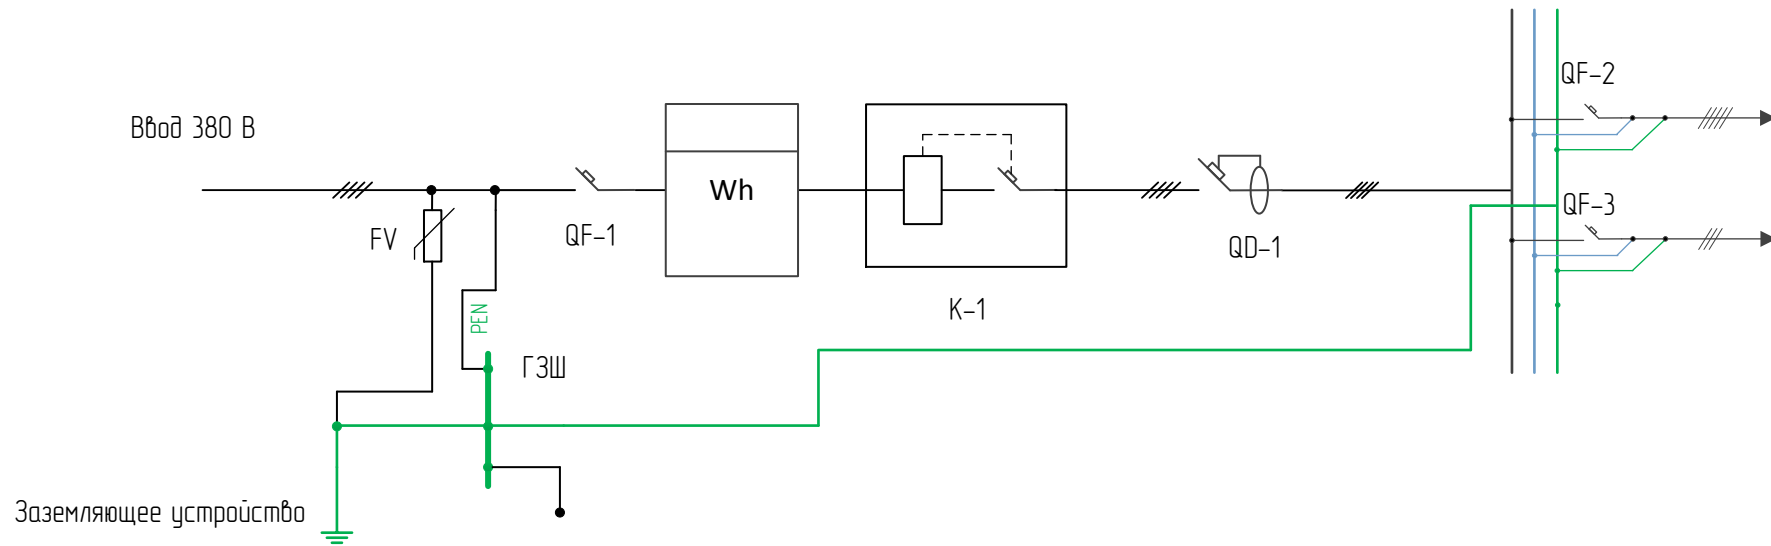 Ввод 380 В
QF-2
Wh
QF-3
FV
QF-1
QD-1
K-1
PEN
ГЗШ
Заземляющее устройство